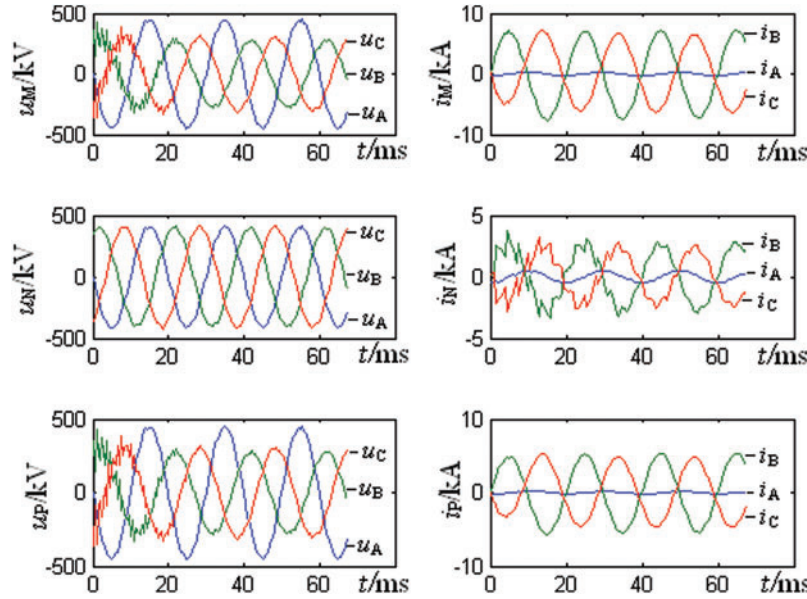 500
0
-500
u_M/kV
u_C
u_B
u_A
0 20 40 60 t/ms
10
0
-10
i_M/kA
i_B
i_A
i_C
0 20 40 60 t/ms
500
0
-500
u_N/kV
u_C
u_B
u_A
0 20 40 60 t/ms
5
0
-5
i_N/kA
i_B
i_A
i_C
0 20 40 60 t/ms
500
0
-500
u_P/kV
u_C
u_B
u_A
0 20 40 60 t/ms
10
0
-10
i_P/kA
i_B
i_A
i_C
0 20 40 60 t/ms